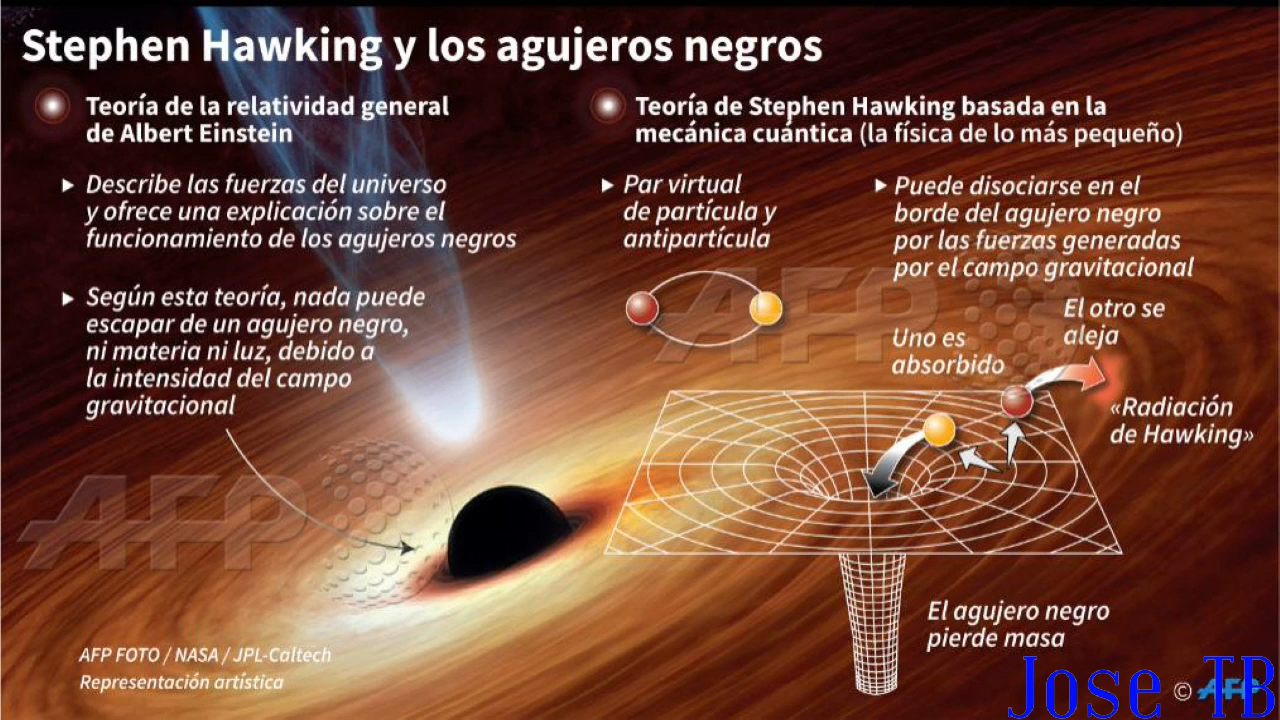 Stephen Hawking y los agujeros negros
Teoría de la relatividad general
de Albert Einstein
Describe las fuerzas del universo
y ofrece una explicación sobre el
funcionamiento de los agujeros negros
Según esta teoría, nada puede
escapar de un agujero negro,
ni materia ni luz, debido a
la intensidad del campo
gravitacional
Teoría de Stephen Hawking basada en la
mecánica cuántica (la física de lo más pequeño)
Par virtual
de partícula y
antipartícula
Puede disociarse en el
borde del agujero negro
por las fuerzas generadas
por el campo gravitacional
Uno es
absorbido
El otro se
aleja
«Radiación
de Hawking»
El agujero negro
pierde masa
AFP FOTO / NASA / JPL-Caltech
Representación artística
AFP
AFP
© AFP
Jose TB